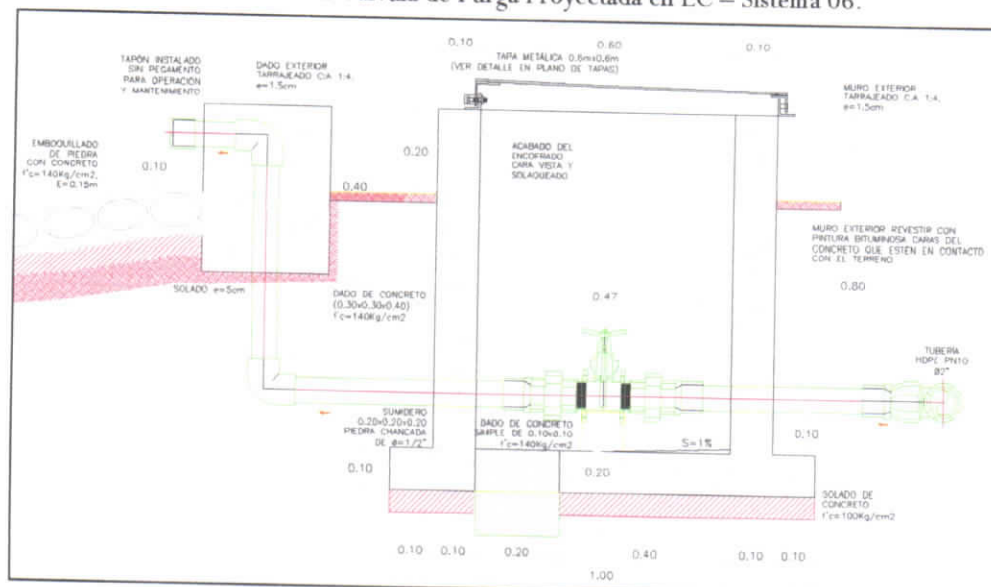 de Purga Proyectada en LC – Sistema 06.
0.10
0.60
0.10
TAPA METÁLICA 0.6mx0.6m
(VER DETALLE EN PLANO DE TAPAS)
TAPÓN INSTALADO
SIN PEGAMENTO
PARA OPERACIÓN
Y MANTENIMIENTO
DADO EXTERIOR
TARRAJEADO C:A 1:4,
e=1.5cm
MURO EXTERIOR
TARRAJEADO C:A 1:4,
e=1.5cm
EMBOQUILLADO
DE PIEDRA
CON CONCRETO
f'c=140Kg/cm2,
E=0.15m
0.10
0.20
0.40
ACABADO DEL
ENCOFRADO
CARA VISTA Y
SOLAQUEADO
MURO EXTERIOR REVESTIR CON
PINTURA BITUMINOSA CARAS DEL
CONCRETO QUE ESTEN EN CONTACTO
CON EL TERRENO
0.80
SOLADO e=5cm
DADO DE CONCRETO
(0.30x0.30x0.40)
f'c=140Kg/cm2
0.47
TUBERÍA
HDPE PN10
Ø2"
SUMIDERO
0.20x0.20x0.20
PIEDRA CHANCADA
DE ø=1/2"
DADO DE CONCRETO
SIMPLE DE 0.10x0.10
f'c=140Kg/cm2
S=1%
0.10
0.10
0.20
SOLADO DE
CONCRETO
f'c=100Kg/cm2
0.10
0.10
0.20
0.40
0.10
0.10
1.00